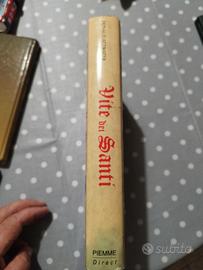 Vite dei Santi
PIEMME
Direct
subito